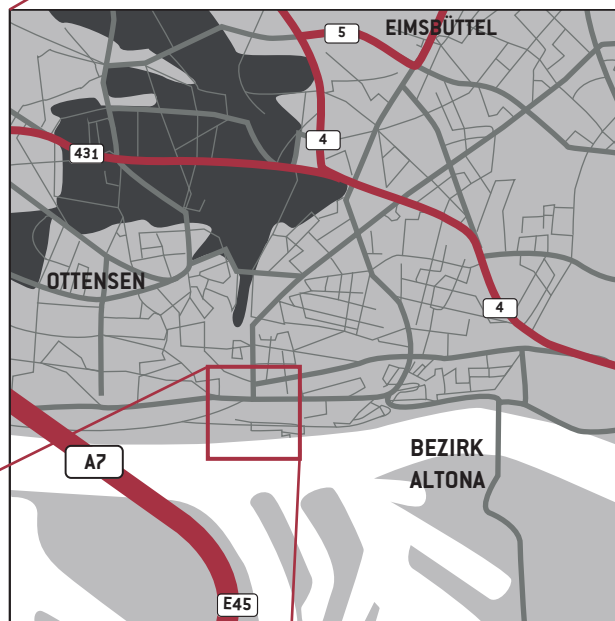 5
EIMSBÜTTEL
4
431
OTTENSEN
4
BEZIRK
ALTONA
A7
E45